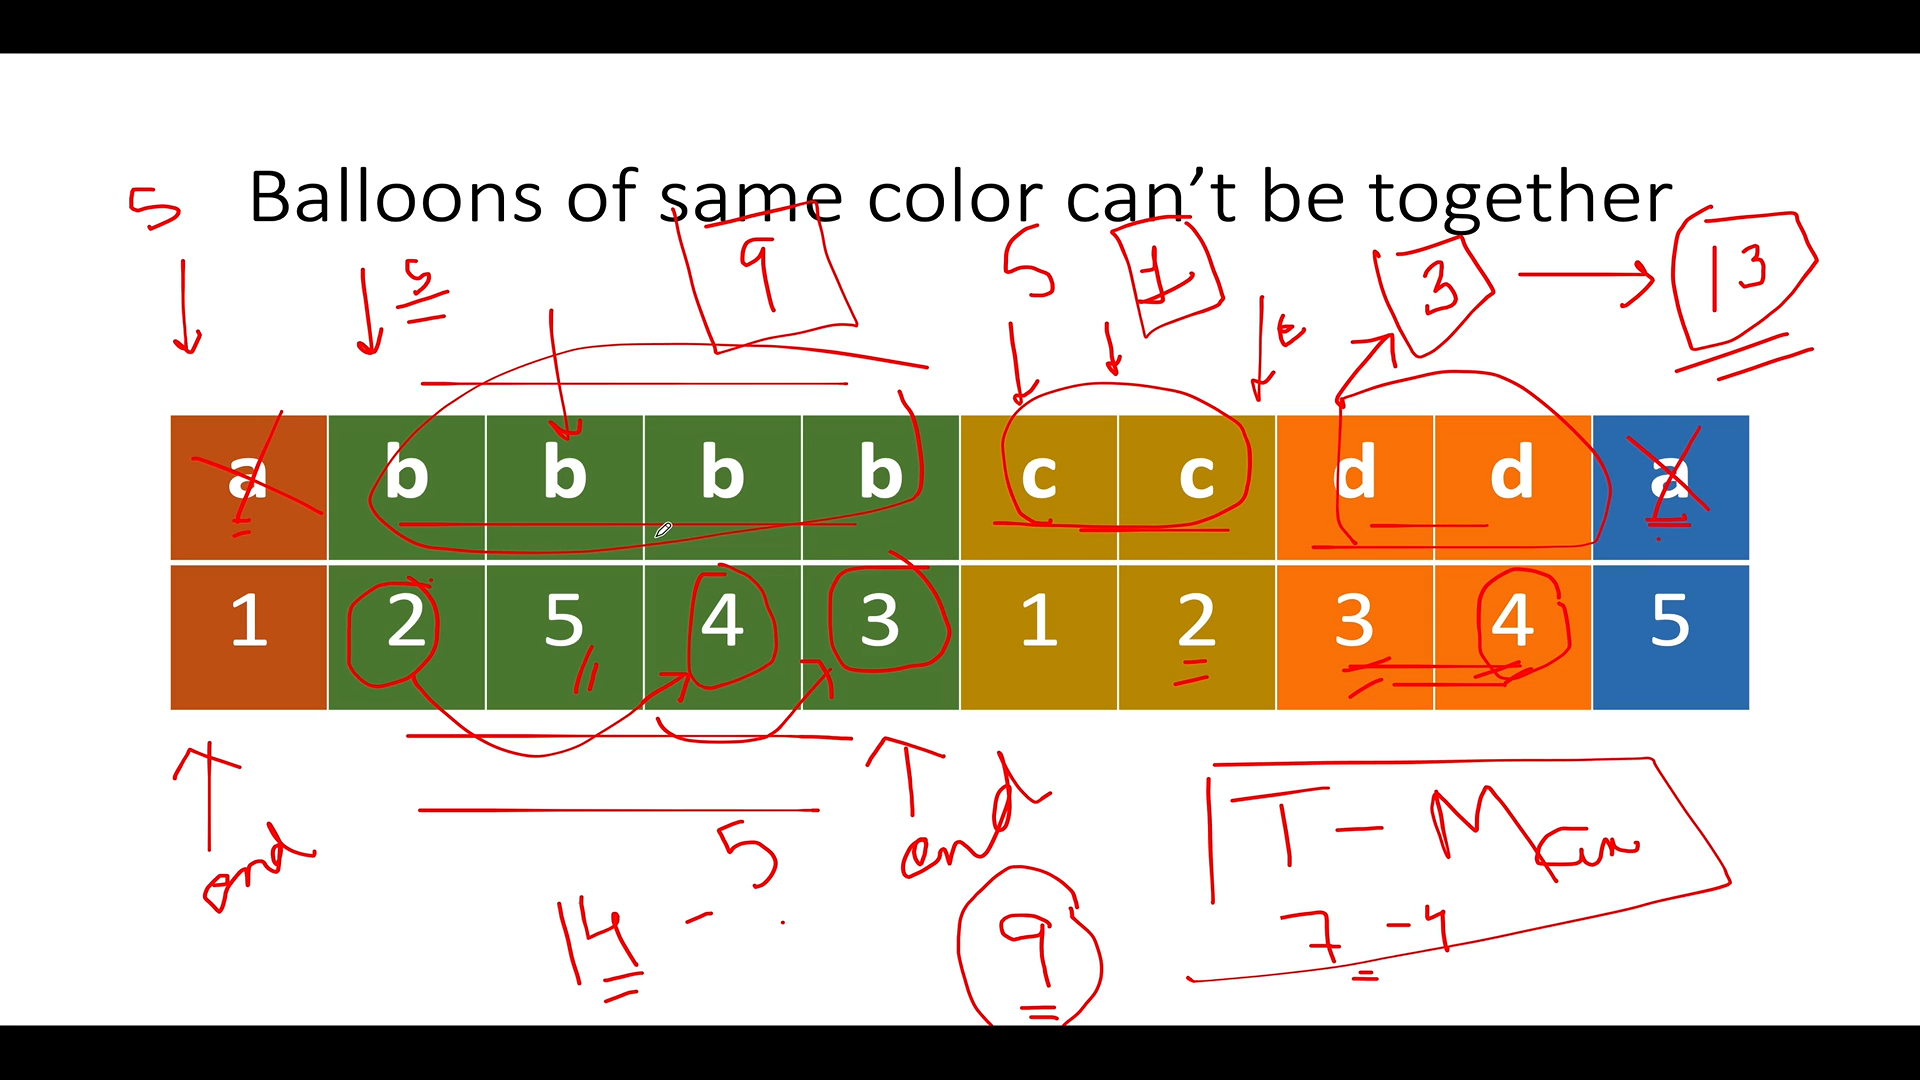 Balloons of same color can't be together
5 5 9 5 1 3 13
t
a b b b b c c d d a
1 2 5 4 3 1 2 3 4 5
end end
14 - 5
9
T - M
7 - 4